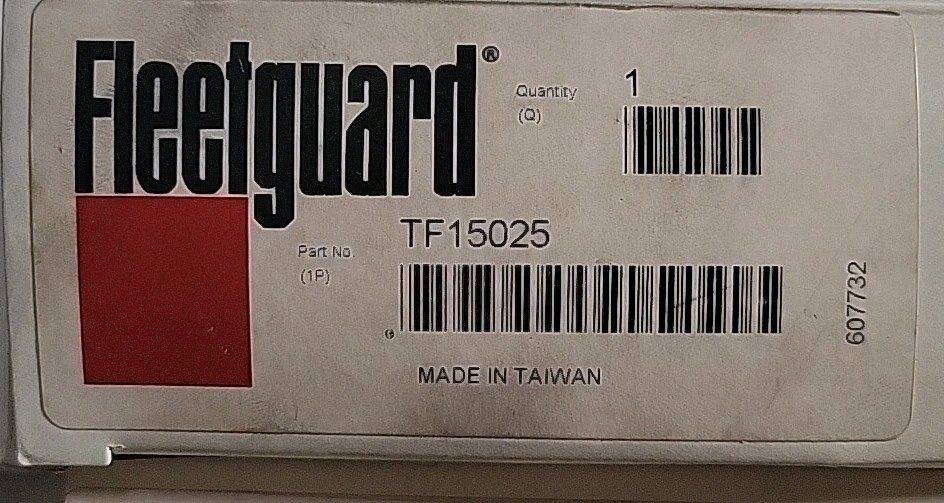 Fleetguard®
Quantity
(Q)
1
Part No.
(1P)
TF15025
MADE IN TAIWAN
607732